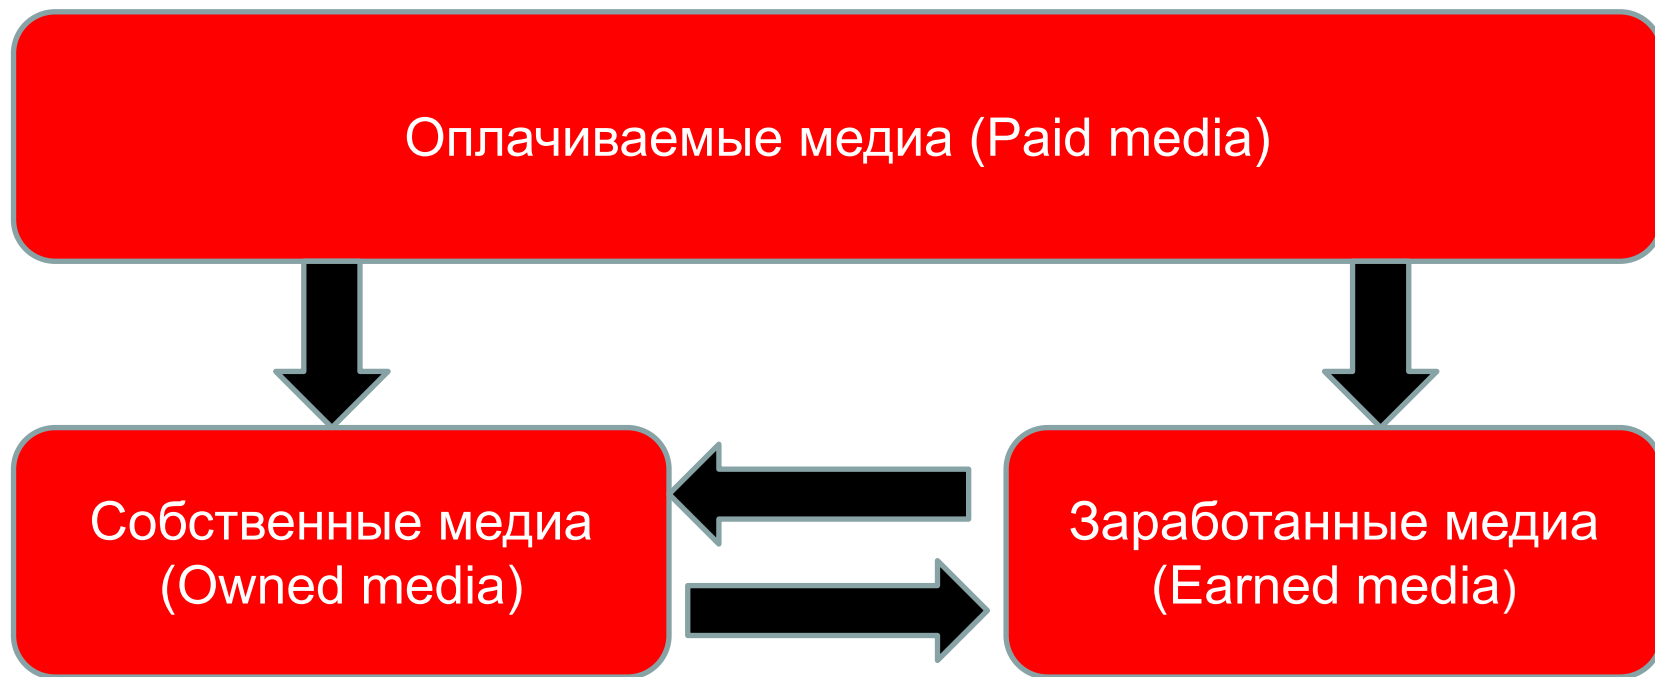 Оплачиваемые медиа (Paid media)
Собственные медиа
(Owned media)
Заработанные медиа
(Earned media)